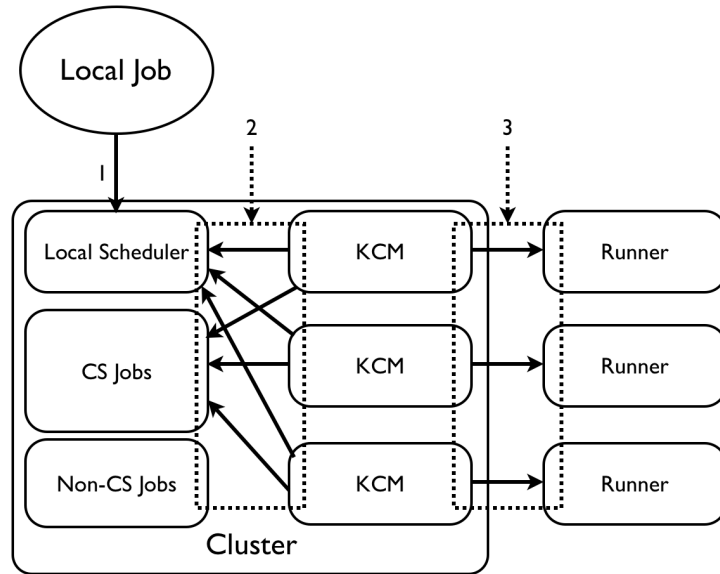 Local Job
1
2
3
Local Scheduler
KCM
Runner
CS Jobs
KCM
Runner
Non-CS Jobs
KCM
Runner
Cluster